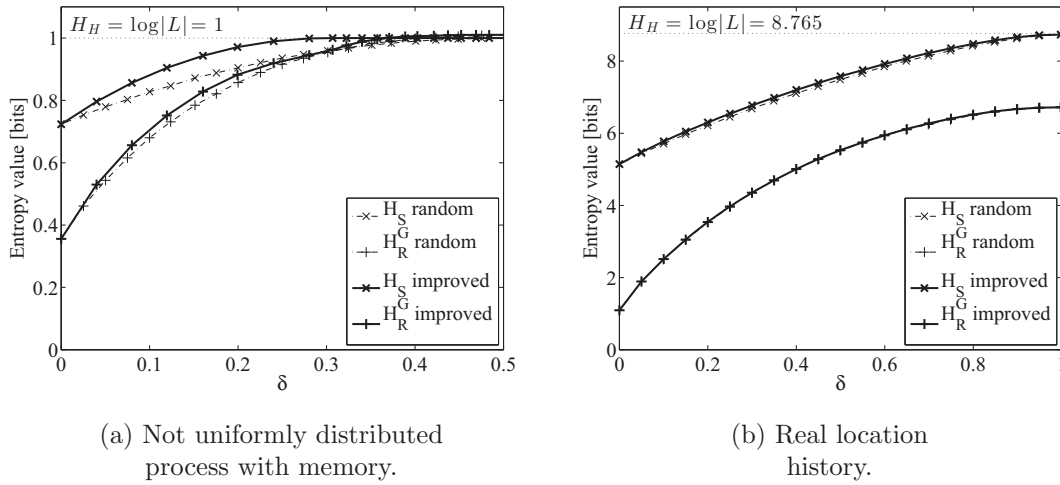 H_H = log|L| = 1
Entropy value [bits]
1
0.8
0.6
0.4
0.2
0
0 0.1 0.2 0.3 0.4 0.5
δ
H_S random
H_R^G random
H_S improved
H_R^G improved
(a) Not uniformly distributed
process with memory.
H_H = log|L| = 8.765
Entropy value [bits]
8
6
4
2
0
0 0.2 0.4 0.6 0.8 1
δ
H_S random
H_R^G random
H_S improved
H_R^G improved
(b) Real location
history.